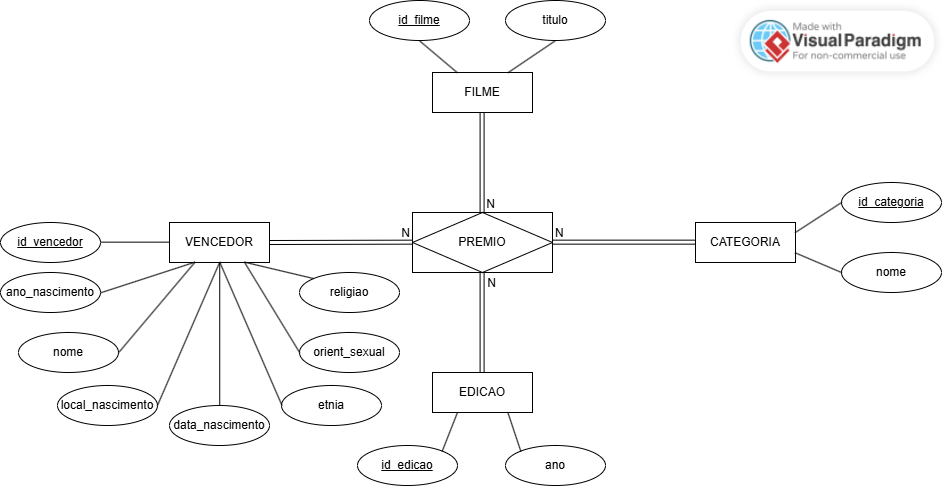 id_filme
titulo
Made with
Visual Paradigm
For non-commercial use
FILME
N
id_categoria
id_vencedor
VENCEDOR
N
PREMIO
N
CATEGORIA
nome
ano_nascimento
religiao
N
nome
orient_sexual
local_nascimento
etnia
EDICAO
data_nascimento
id_edicao
ano